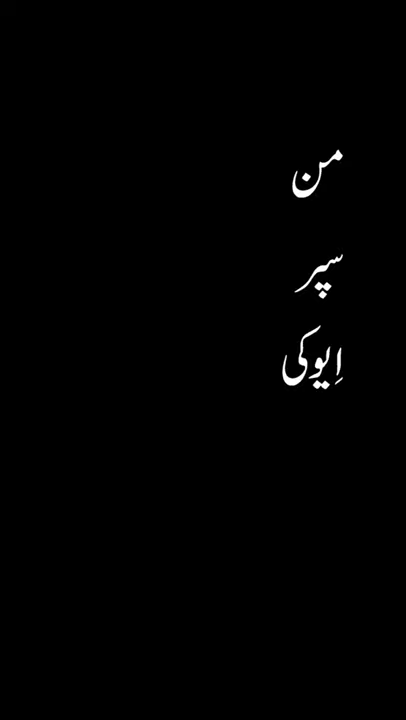 من
سپر
اِیوکی